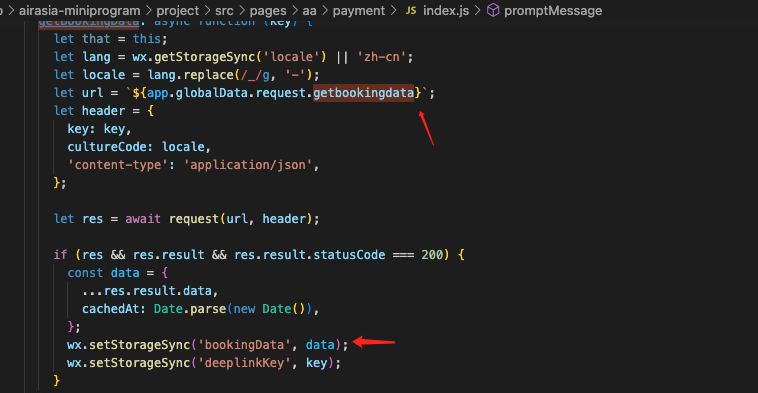 airasia-miniprogram > project > src > pages > aa > payment > JS index.js > promptMessage
getbookingdata: async function (key) {
let that = this;
let lang = wx.getStorageSync('locale') || 'zh-cn';
let locale = lang.replace(/_/g, '-');
let url = `${app.globalData.request.getbookingdata}`;
let header = {
key: key,
cultureCode: locale,
'content-type': 'application/json',
};
let res = await request(url, header);
if (res && res.result && res.result.statusCode === 200) {
const data = {
...res.result.data,
cachedAt: Date.parse(new Date()),
};
wx.setStorageSync('bookingData', data);
wx.setStorageSync('deeplinkKey', key);
}